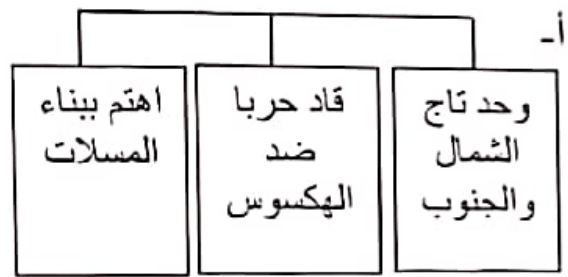 أ-
وحد تاج
الشمال
والجنوب
قاد حربا
ضد
الهكسوس
اهتم ببناء
المسلات